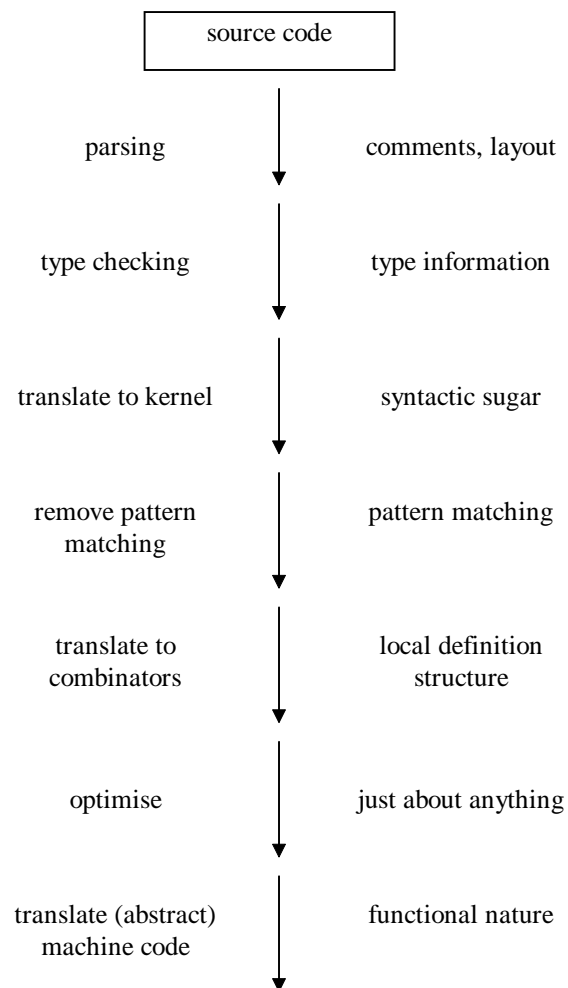 source code
parsing
comments, layout
type checking
type information
translate to kernel
syntactic sugar
remove pattern
matching
pattern matching
translate to
combinators
local definition
structure
optimise
just about anything
translate (abstract)
machine code
functional nature